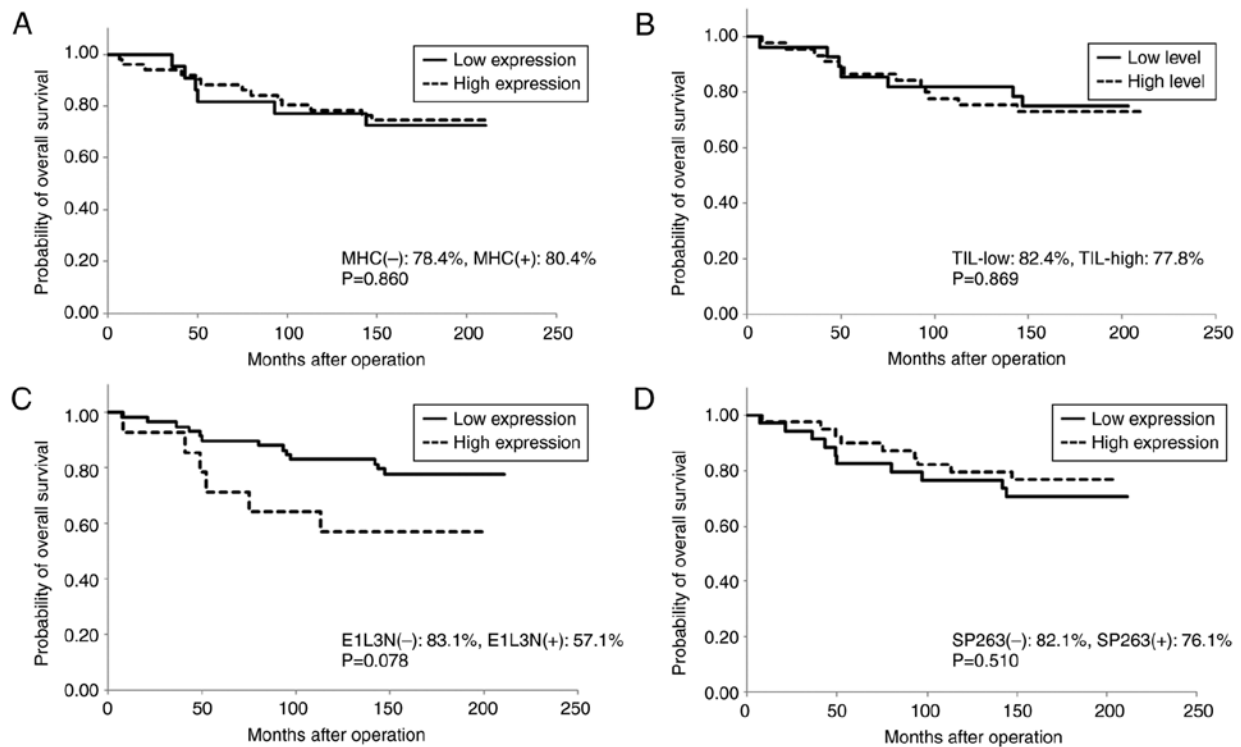 A
Probability of overall survival
1.00
0.80
0.60
0.40
0.20
0.00
Low expression
High expression
MHC(–): 78.4%, MHC(+): 80.4%
P=0.860
0 50 100 150 200 250
Months after operation
B
Probability of overall survival
1.00
0.80
0.60
0.40
0.20
0.00
Low level
High level
TIL-low: 82.4%, TIL-high: 77.8%
P=0.869
0 50 100 150 200 250
Months after operation
C
Probability of overall survival
1.00
0.80
0.60
0.40
0.20
0.00
Low expression
High expression
E1L3N(–): 83.1%, E1L3N(+): 57.1%
P=0.078
0 50 100 150 200 250
Months after operation
D
Probability of overall survival
1.00
0.80
0.60
0.40
0.20
0.00
Low expression
High expression
SP263(–): 82.1%, SP263(+): 76.1%
P=0.510
0 50 100 150 200 250
Months after operation